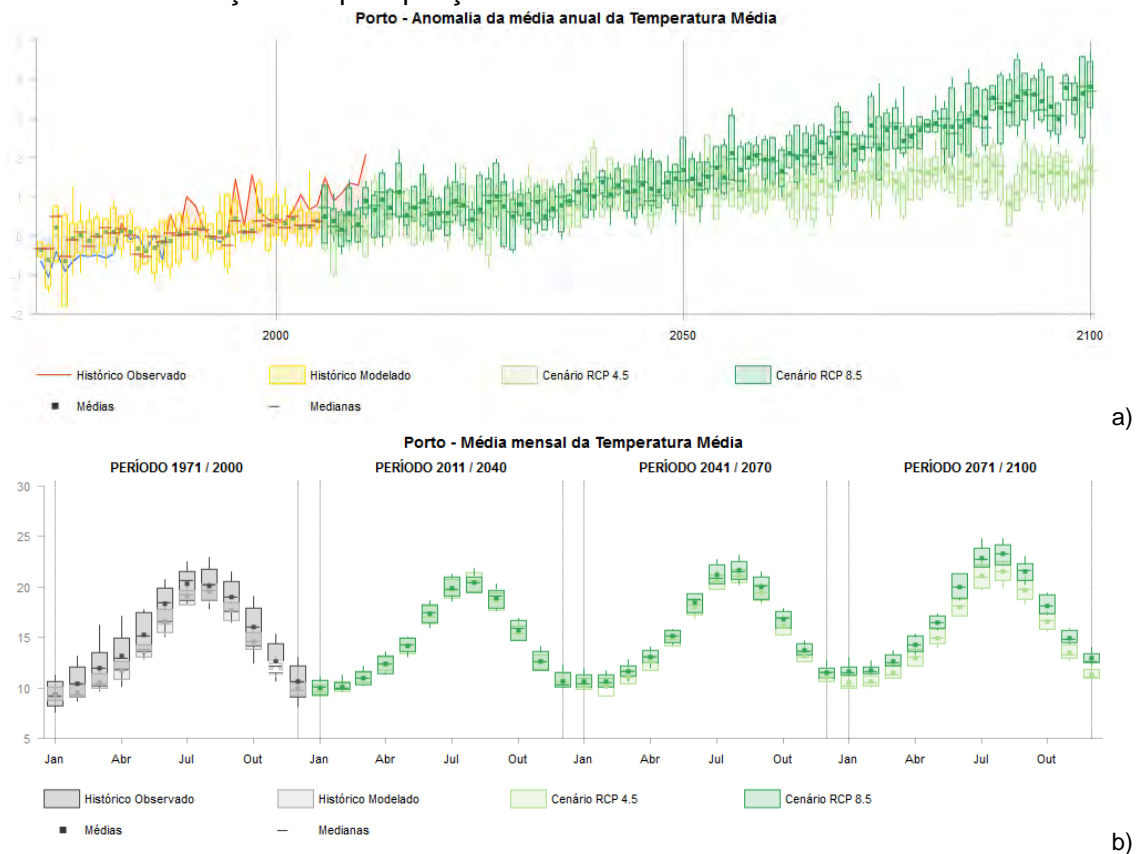 Porto - Anomalia da média anual da Temperatura Média
5
4
3
2
1
0
-1
-2
2000 2050 2100
Histórico Observado Histórico Modelado Cenário RCP 4.5 Cenário RCP 8.5
Médias Medianas
a)
Porto - Média mensal da Temperatura Média
PERÍODO 1971 / 2000 PERÍODO 2011 / 2040 PERÍODO 2041 / 2070 PERÍODO 2071 / 2100
30
25
20
15
10
5
Jan Abr Jul Out Jan Abr Jul Out Jan Abr Jul Out Jan Abr Jul Out
Histórico Observado Histórico Modelado Cenário RCP 4.5 Cenário RCP 8.5
Médias Medianas
b)